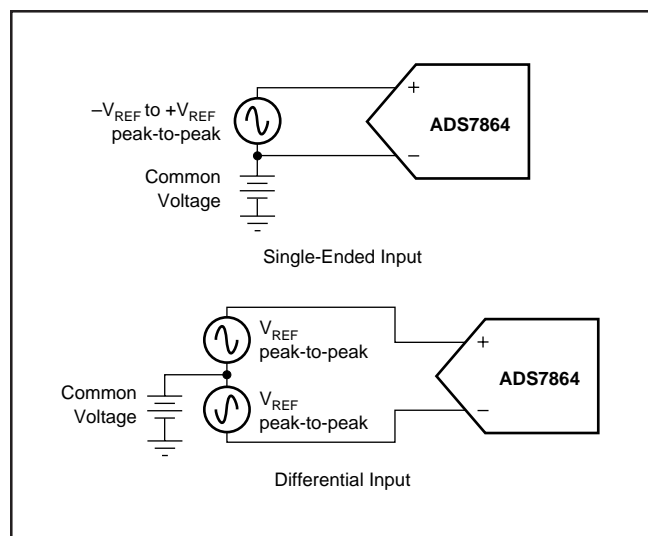 –VREF to +VREF
peak-to-peak
+
ADS7864
–
Common
Voltage
Single-Ended Input
VREF
peak-to-peak
+
ADS7864
–
Common
Voltage
VREF
peak-to-peak
Differential Input